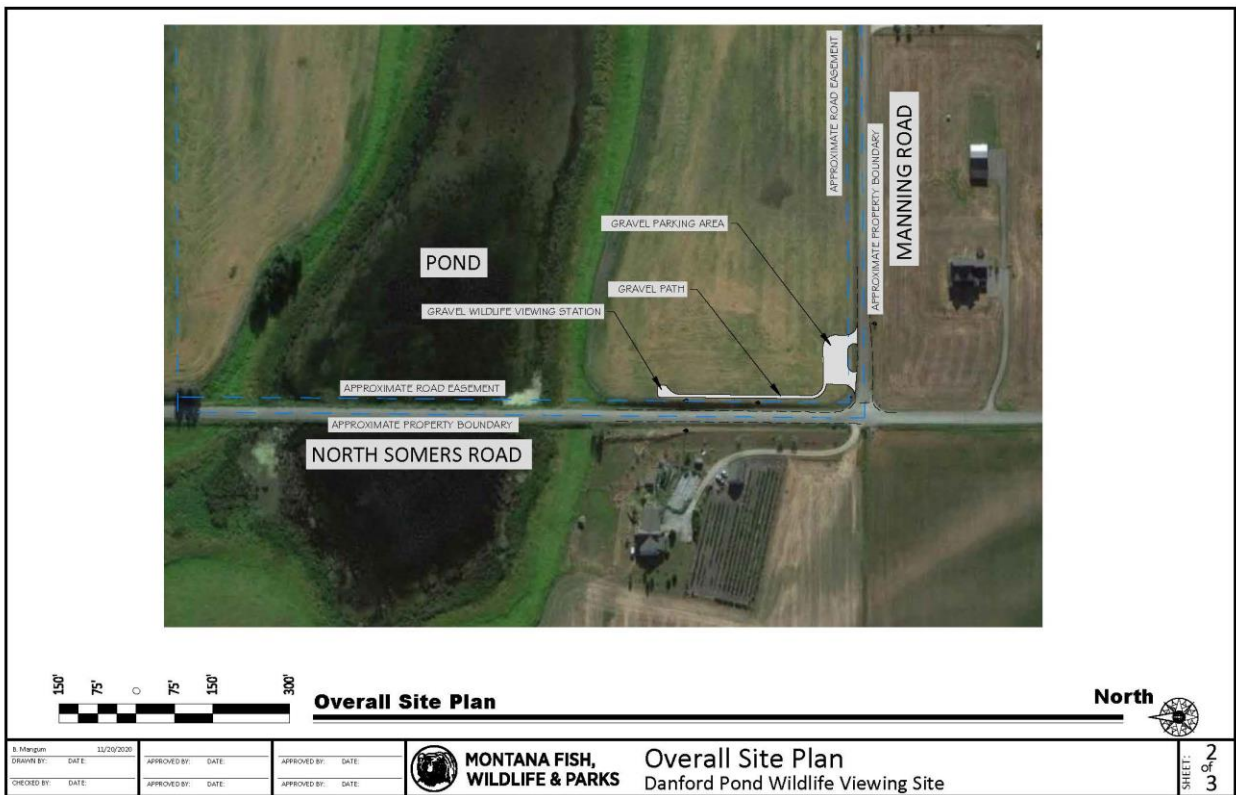 APPROXIMATE ROAD EASEMENT
MANNING ROAD
APPROXIMATE PROPERTY BOUNDARY
GRAVEL PARKING AREA
POND
GRAVEL PATH
GRAVEL WILDLIFE VIEWING STATION
APPROXIMATE ROAD EASEMENT
APPROXIMATE PROPERTY BOUNDARY
NORTH SOMERS ROAD
150' 75' 0 75' 150' 300'
Overall Site Plan
North
B. Mangum 11/20/2020
DRAWN BY: DATE:
CHECKED BY: DATE:
APPROVED BY: DATE:
APPROVED BY: DATE:
APPROVED BY: DATE:
APPROVED BY: DATE:
MONTANA FISH,
WILDLIFE & PARKS
Overall Site Plan
Danford Pond Wildlife Viewing Site
SHEET: 2
of
3